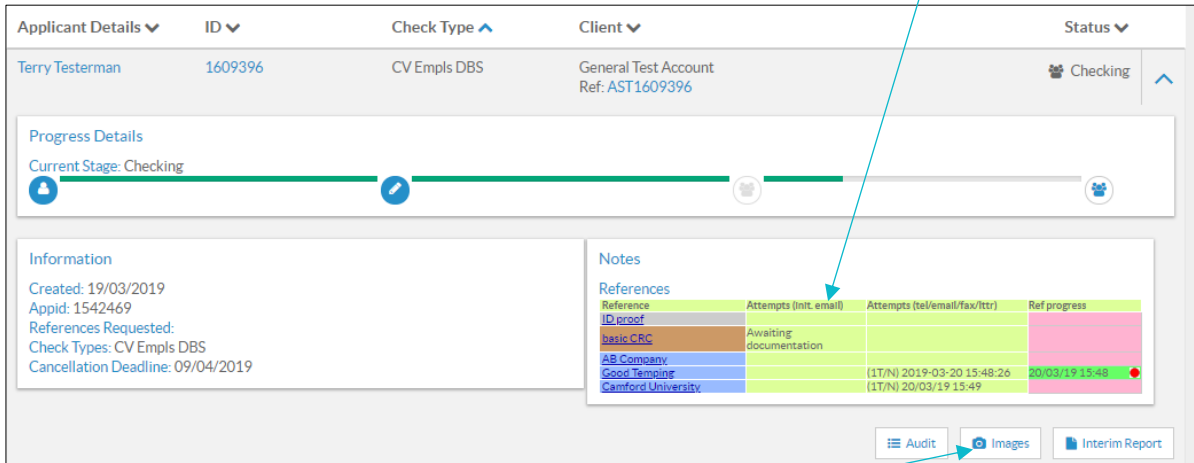 Applicant Details ID Check Type Client Status
Terry Testerman 1609396 CV Empls DBS General Test Account Checking
Ref: AST1609396
Progress Details
Current Stage: Checking
Information
Created: 19/03/2019
Appid: 1542469
References Requested:
Check Types: CV Empls DBS
Cancellation Deadline: 09/04/2019
Notes
References
Reference Attempts (init. email) Attempts (tel/email/fax/lttr) Ref progress
ID proof
basic CRC Awaiting
documentation
AB Company
Good Temping (1T/N) 2019-03-20 15:48:26 20/03/19 15:48
Camford University (1T/N) 20/03/19 15:49
Audit Images Interim Report